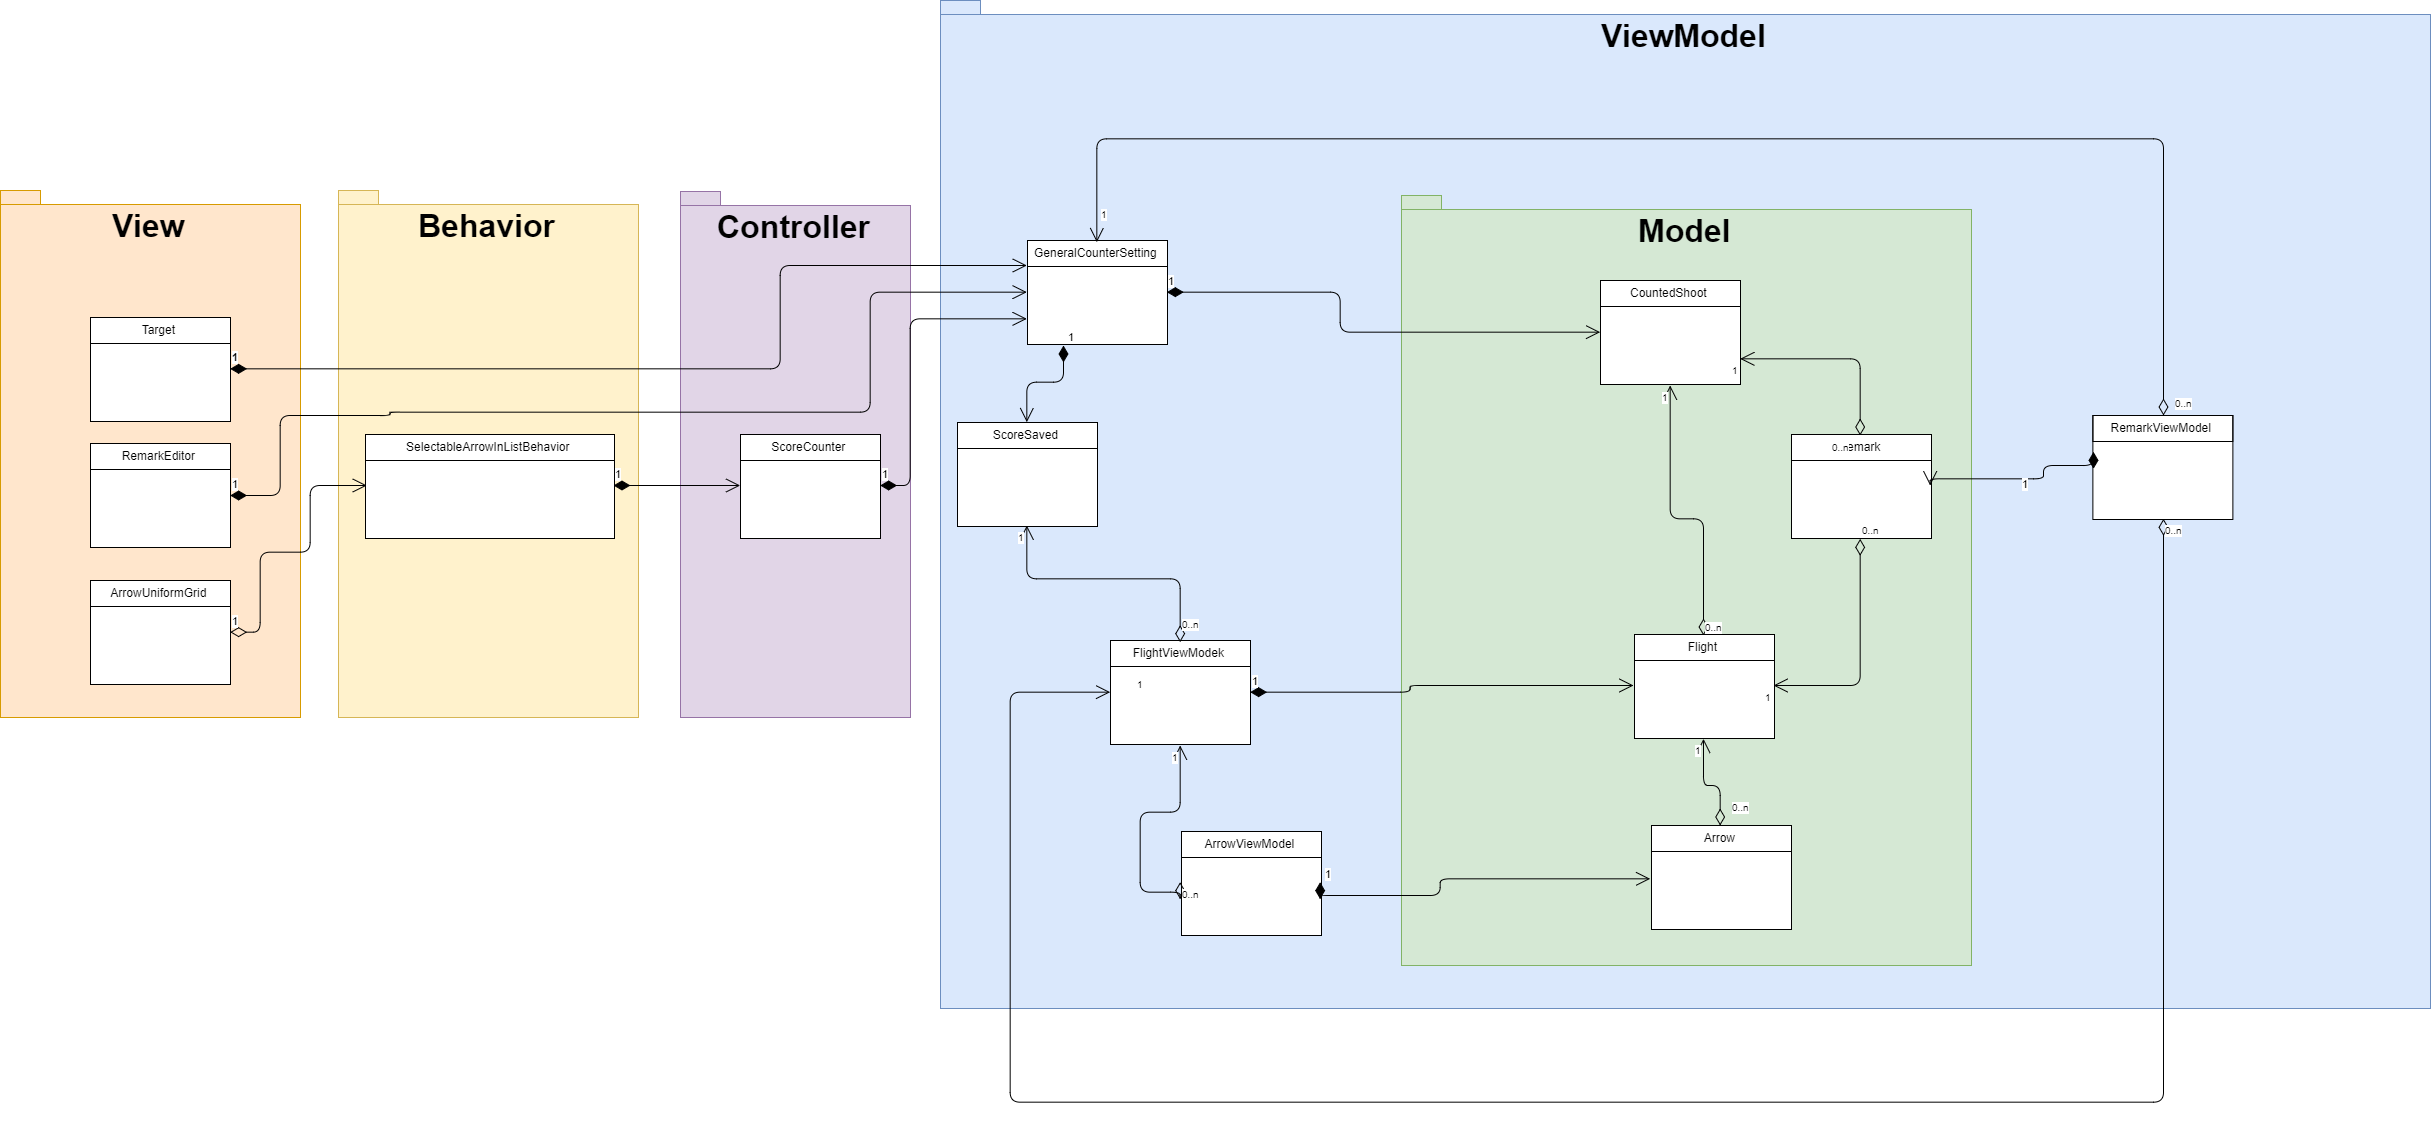 ViewModel
View
Behavior
Controller
Model
1
GeneralCounterSetting
1
1
CountedShoot
1
1
Target
1
RemarkEditor
1
ArrowUniformGrid
1
SelectableArrowInListBehavior
1
ScoreCounter
1
ScoreSaved
1
0..n
emark
0..n
0..n
RemarkViewModel
1
0..n
0..n
FlightViewModek
1
1
1
0..n
Flight
1
1
0..n
ArrowViewModel
0..n
1
Arrow